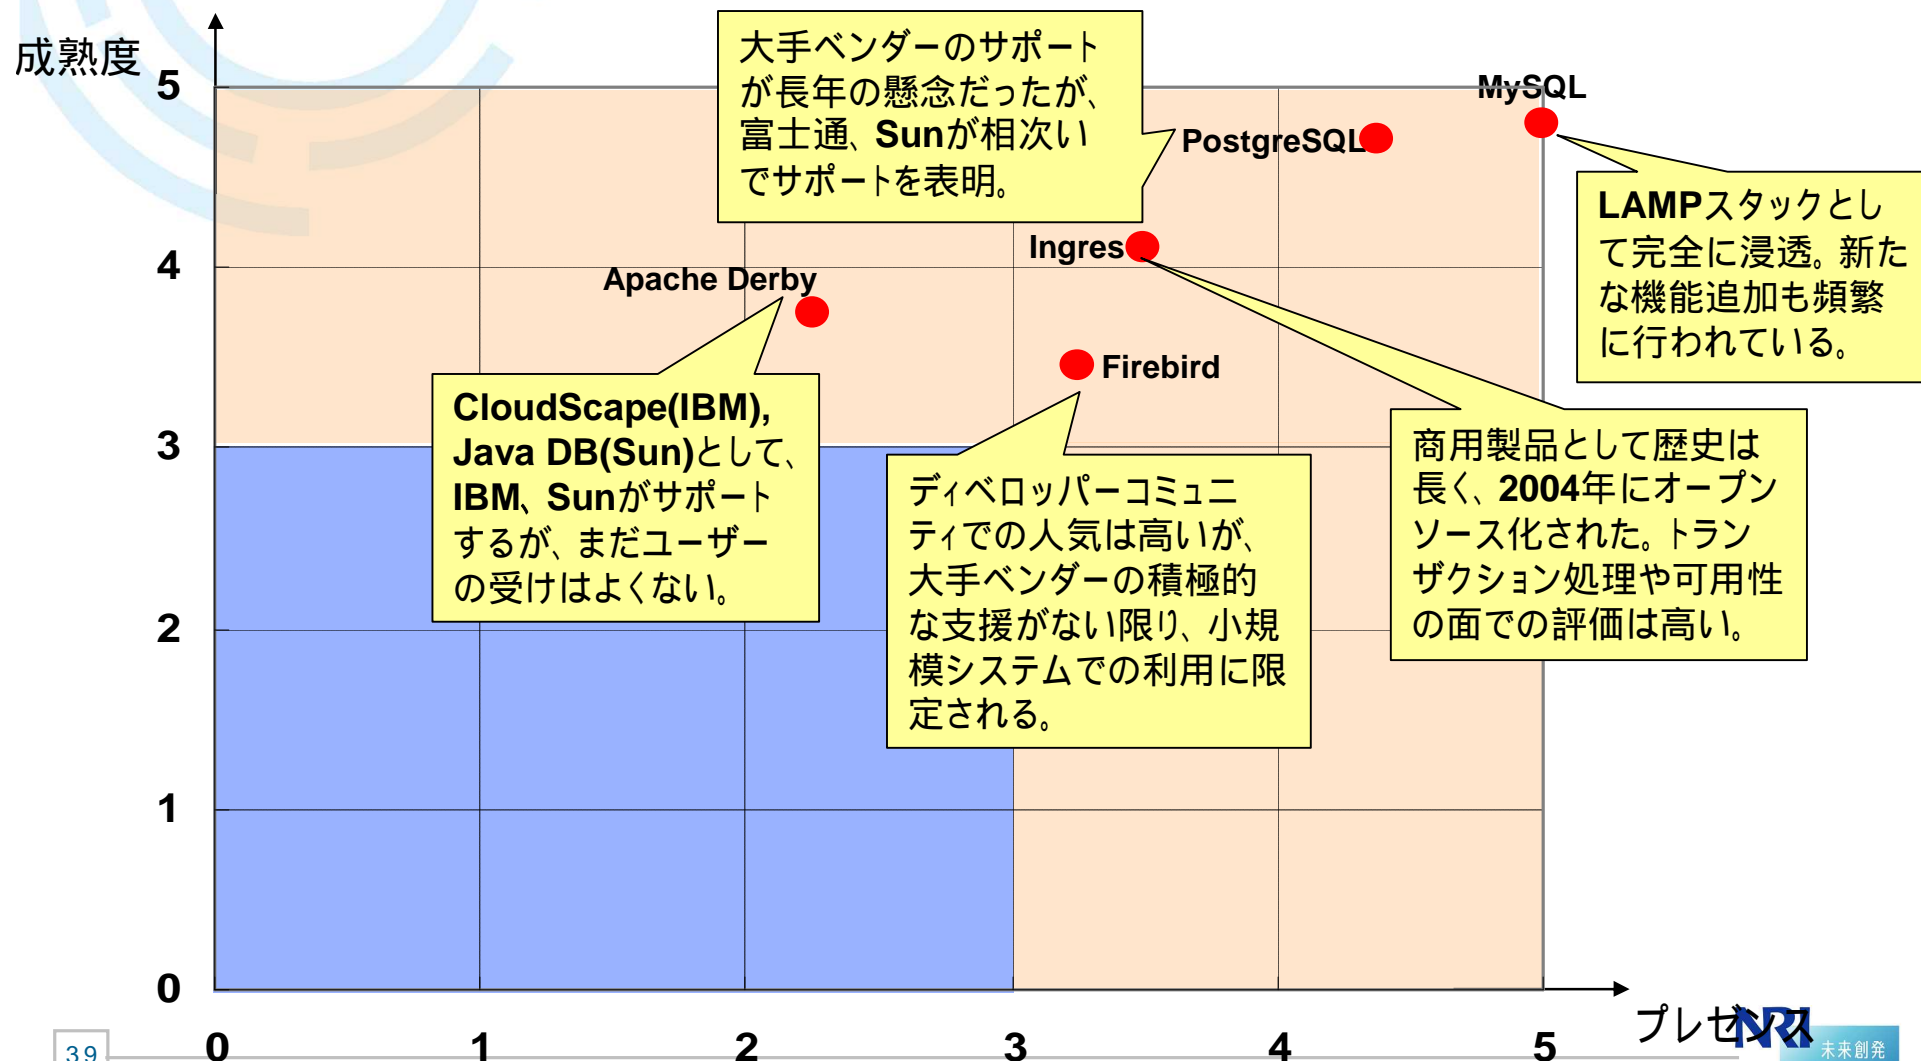 成熟度
5
4
3
2
1
0
大手ベンダーのサポート
が長年の懸念だったが、
富士通、Sunが相次い
でサポートを表明。
MySQL
PostgreSQL
LAMPスタックとし
て完全に浸透。新た
な機能追加も頻繁
に行われている。
Ingres
Apache Derby
Firebird
CloudScape(IBM),
Java DB(Sun)として、
IBM、Sunがサポート
するが、まだユーザー
の受けはよくない。
ディベロッパーコミュニ
ティでの人気は高いが、
大手ベンダーの積極的
な支援がない限り、小規
模システムでの利用に限
定される。
商用製品として歴史は
長く、2004年にオープン
ソース化された。トラン
ザクション処理や可用性
の面での評価は高い。
0 1 2 3 4 5
プレゼンス
39
NRI
未来創発